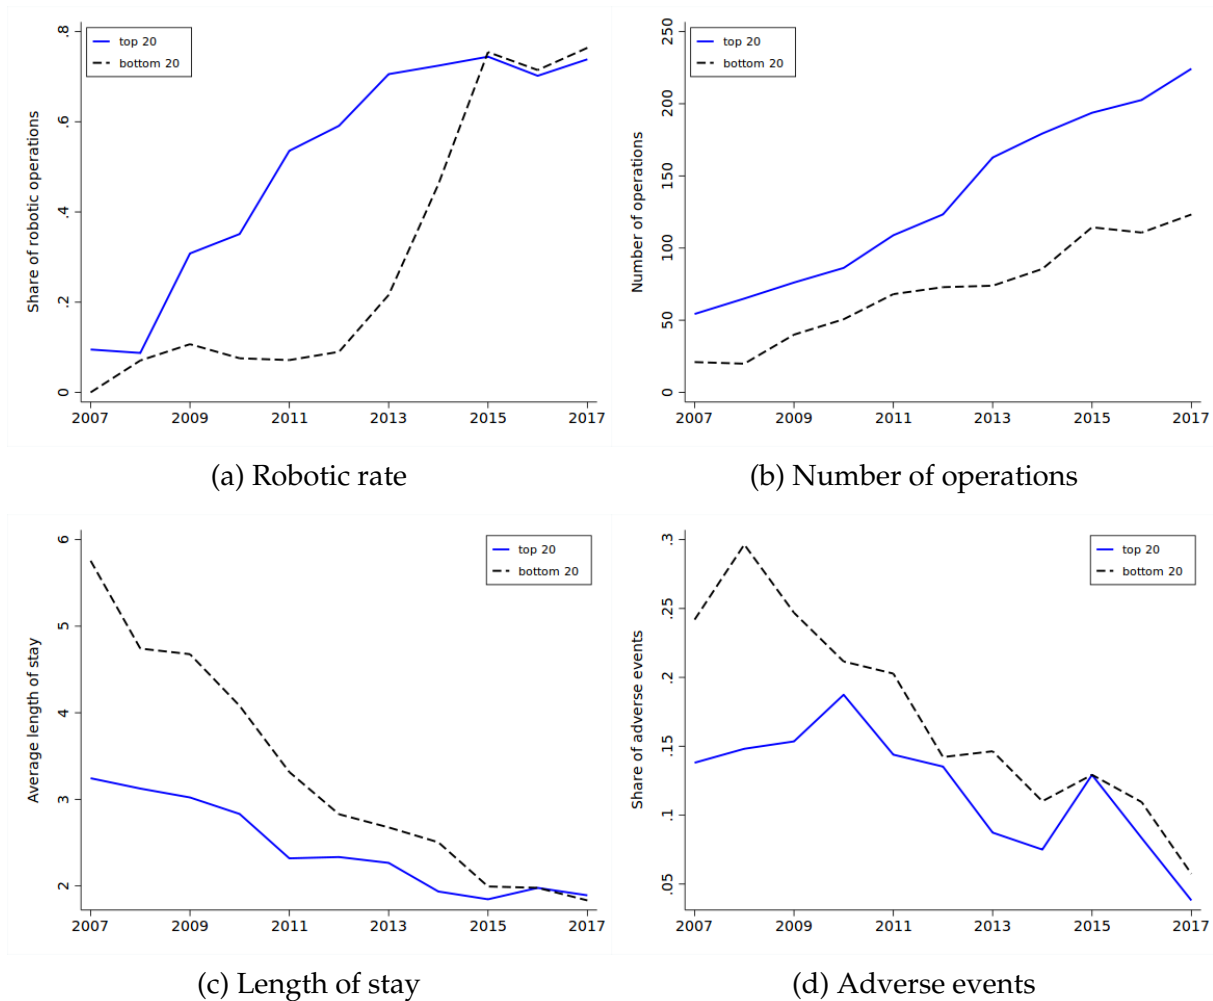 top 20
bottom 20
Share of robotic operations
.8
.6
.4
.2
0
2007 2009 2011 2013 2015 2017
(a) Robotic rate
top 20
bottom 20
Number of operations
250
200
150
100
50
0
2007 2009 2011 2013 2015 2017
(b) Number of operations
top 20
bottom 20
Average length of stay
6
5
4
3
2
2007 2009 2011 2013 2015 2017
(c) Length of stay
top 20
bottom 20
Share of adverse events
.3
.25
.2
.15
.1
.05
2007 2009 2011 2013 2015 2017
(d) Adverse events